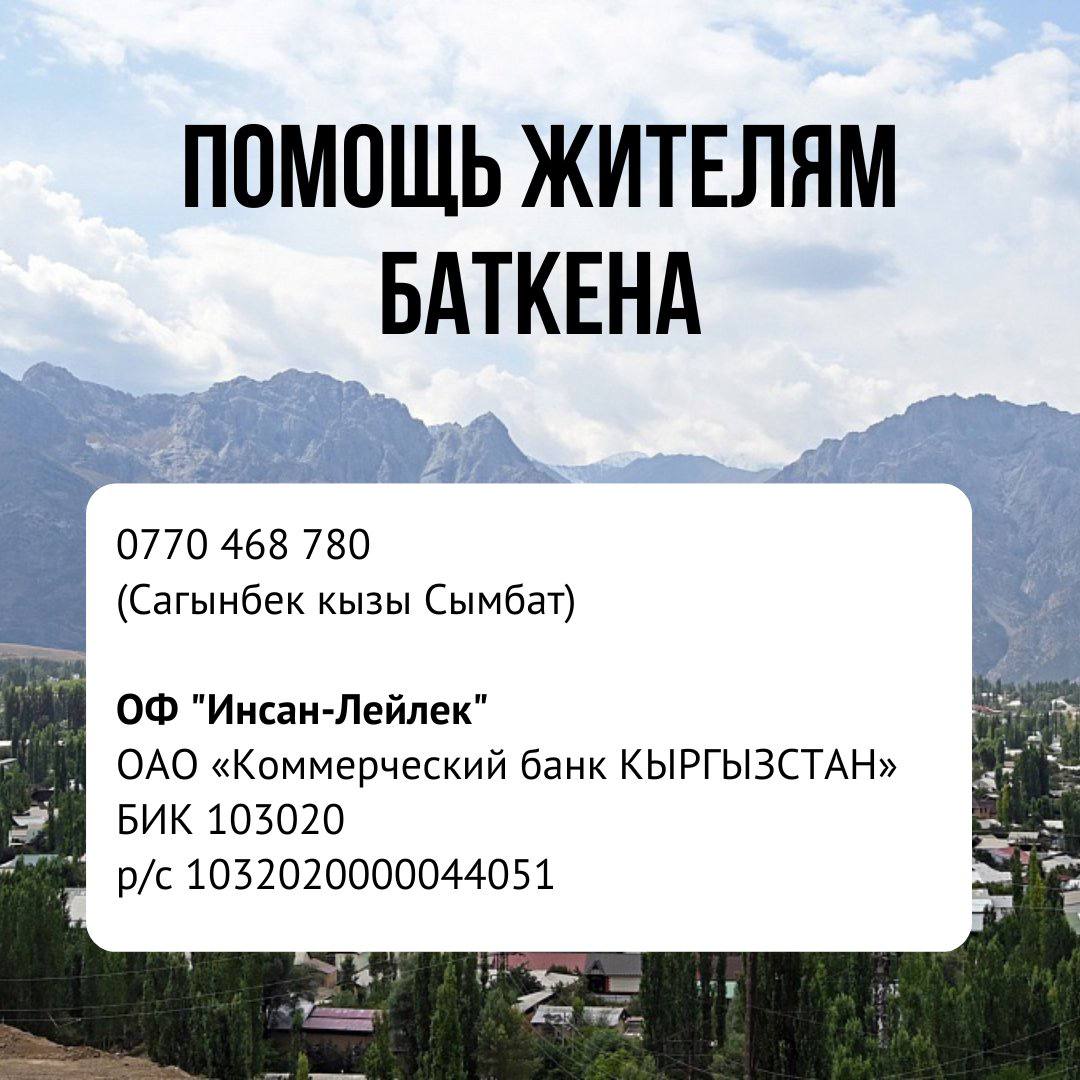 ПОМОЩЬ ЖИТЕЛЯМ
БАТКЕНА
0770 468 780
(Сагынбек кызы Сымбат)
ОФ "Инсан-Лейлек"
ОАО «Коммерческий банк КЫРГЫЗСТАН»
БИК 103020
р/с 1032020000044051